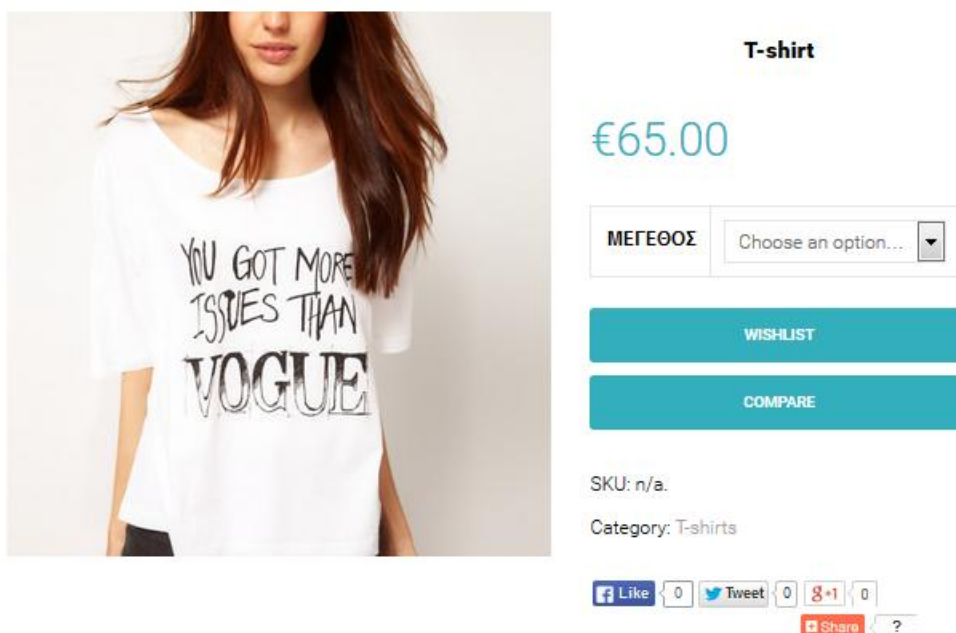 YOU GOT MORE
ISSUES THAN
VOGUE
T-shirt
€65.00
ΜΕΓΕΘΟΣ Choose an option...
WISHLIST
COMPARE
SKU: n/a.
Category: T-shirts
Like 0 Tweet 0 g+1 0
Share ?